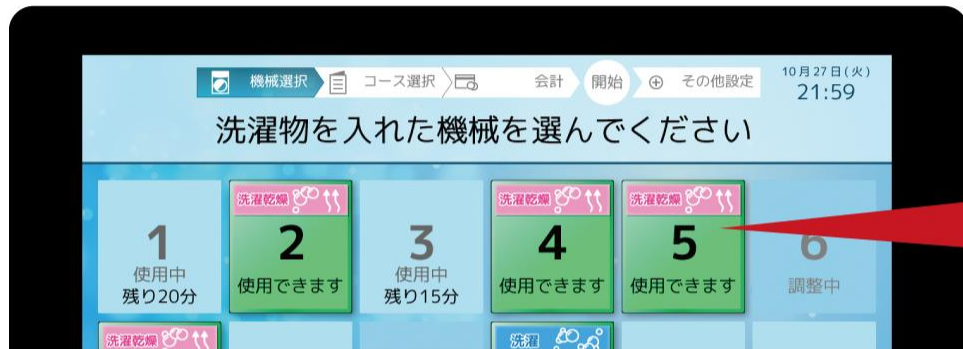 機械選択 コース選択 会計 開始 その他設定
10月27日(火)
21:59
洗濯物を入れた機械を選んでください
洗濯乾燥 洗濯乾燥 洗濯乾燥
1 2 3 4 5 6
使用中 使用できます 使用中 使用できます 使用できます 調整中
残り20分 残り15分
洗濯乾燥 洗濯